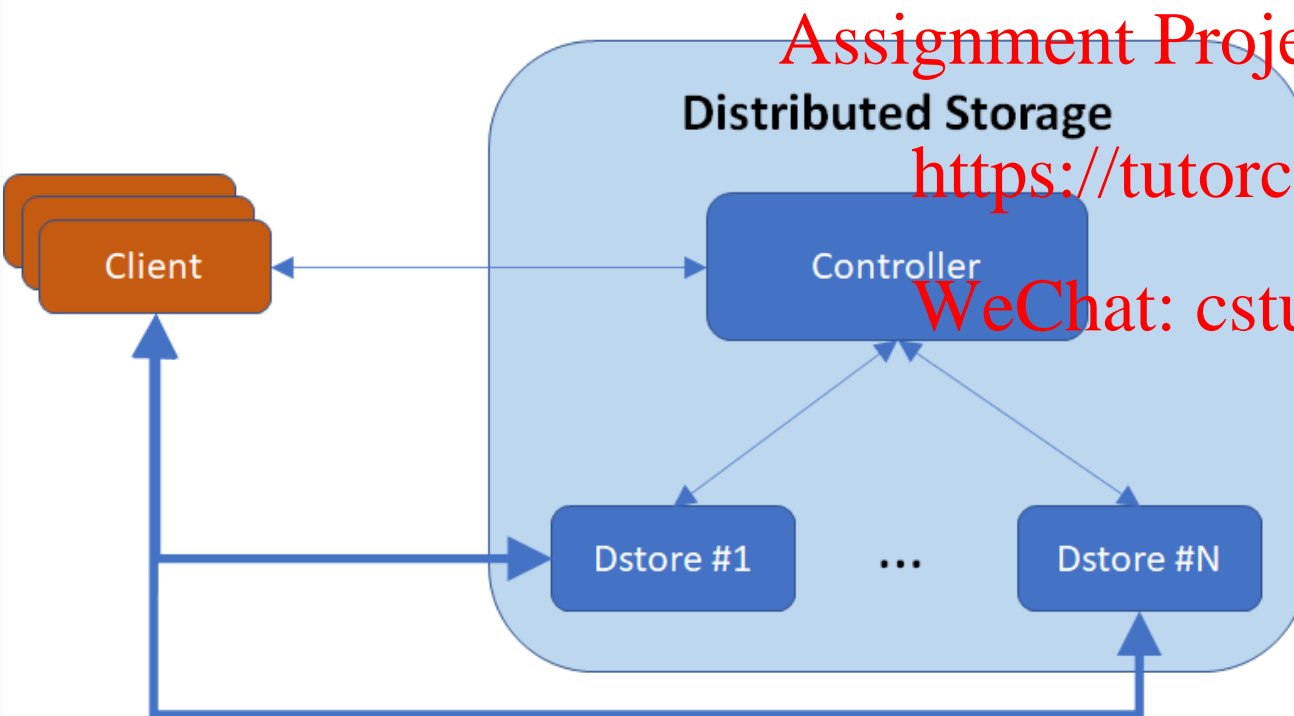 Assignment Proje
Distributed Storage
https://tutorc
Client
Controller
WeChat: cstu
Dstore #1
...
Dstore #N